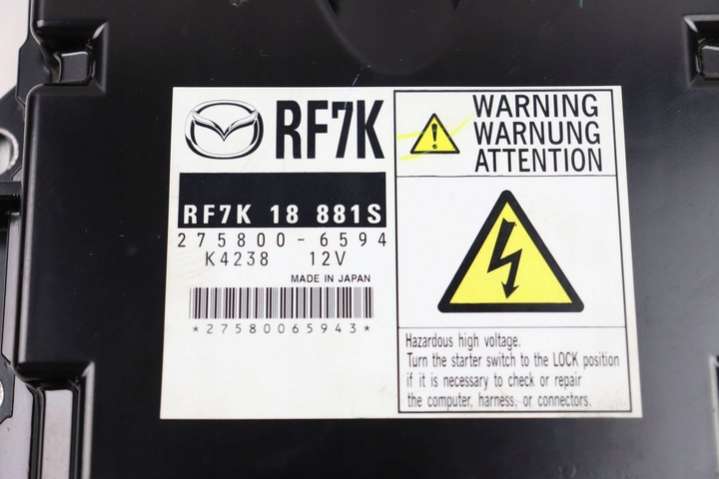 RF7K
RF7K 18 881S
275800-6594
K4238 12V
MADE IN JAPAN
*27580065943*
WARNING
WARNUNG
ATTENTION
Hazardous high voltage.
Turn the starter switch to the LOCK position
if it is necessary to check or repair
the computer, harness, or connectors.